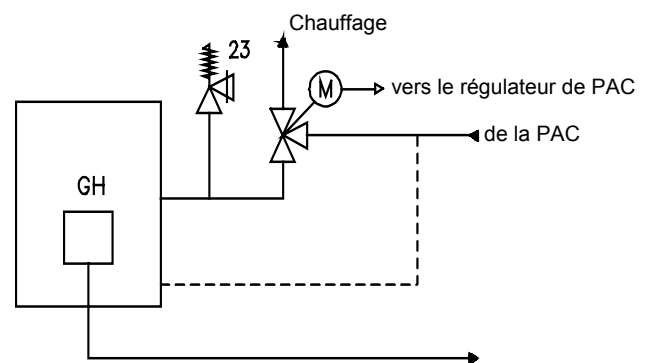 Chauffage
23
M
vers le régulateur de PAC
de la PAC
GH